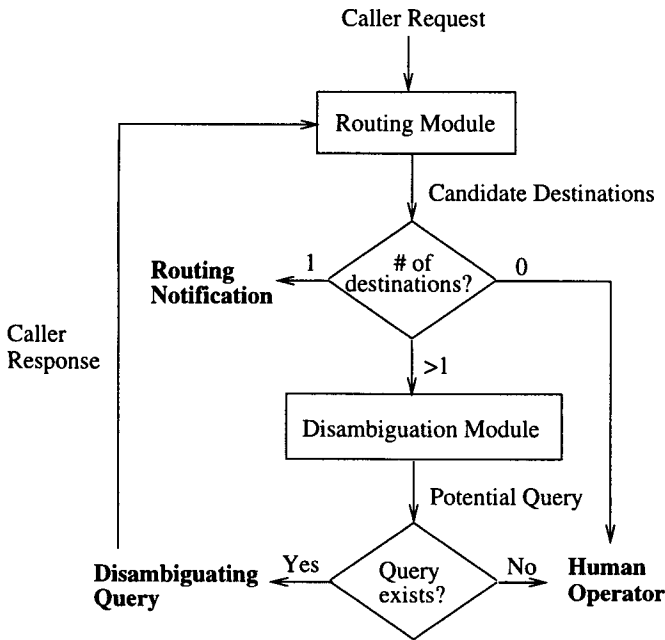 Caller Request
Routing Module
Candidate Destinations
# of
destinations?
1
0
Routing
Notification
Caller
Response
>1
Disambiguation Module
Potential Query
Query
exists?
Yes
No
Disambiguating
Query
Human
Operator